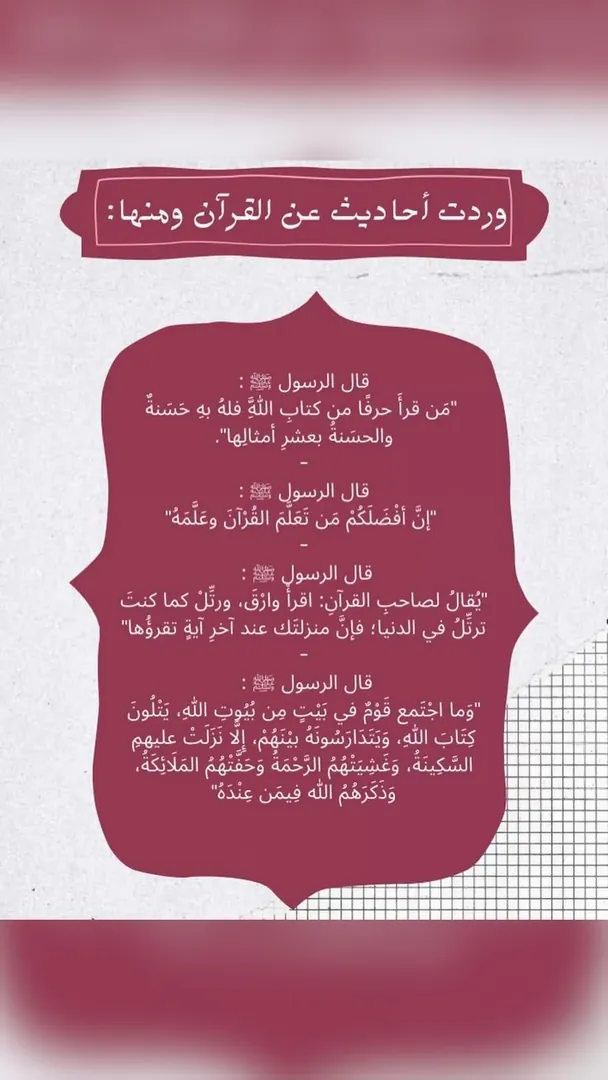 وردت أحاديث عن القرآن ومنها:
قال الرسول ﷺ :
"مَن قرأَ حرفًا من كتابِ اللَّهِ فلهُ بهِ حَسَنةٌ
والحسَنةُ بعشرِ أمثالِها".
-
قال الرسول ﷺ :
"إنَّ أفْضَلَكُمْ مَن تَعَلَّمَ القُرْآنَ وعَلَّمَهُ"
-
قال الرسول ﷺ :
"يُقالُ لصاحبِ القرآنِ: اقرأْ وارْقَ، ورتِّلْ كما كنتَ
ترتِّلُ في الدنيا؛ فإنَّ منزلتَك عند آخرِ آيةٍ تقرؤُها"
-
قال الرسول ﷺ :
"وَما اجْتَمع قَوْمٌ في بَيْتٍ مِن بُيُوتِ اللهِ، يَتْلُونَ
كِتَابَ اللهِ، وَيَتَدَارَسُونَهُ بيْنَهُمْ، إِلَّا نَزَلَتْ عليهمِ
السَّكِينَةُ، وَغَشِيَتْهُمُ الرَّحْمَةُ وَحَفَّتْهُمُ المَلَائِكَةُ،
وَذَكَرَهُمُ الله فِيمَن عِنْدَهُ"